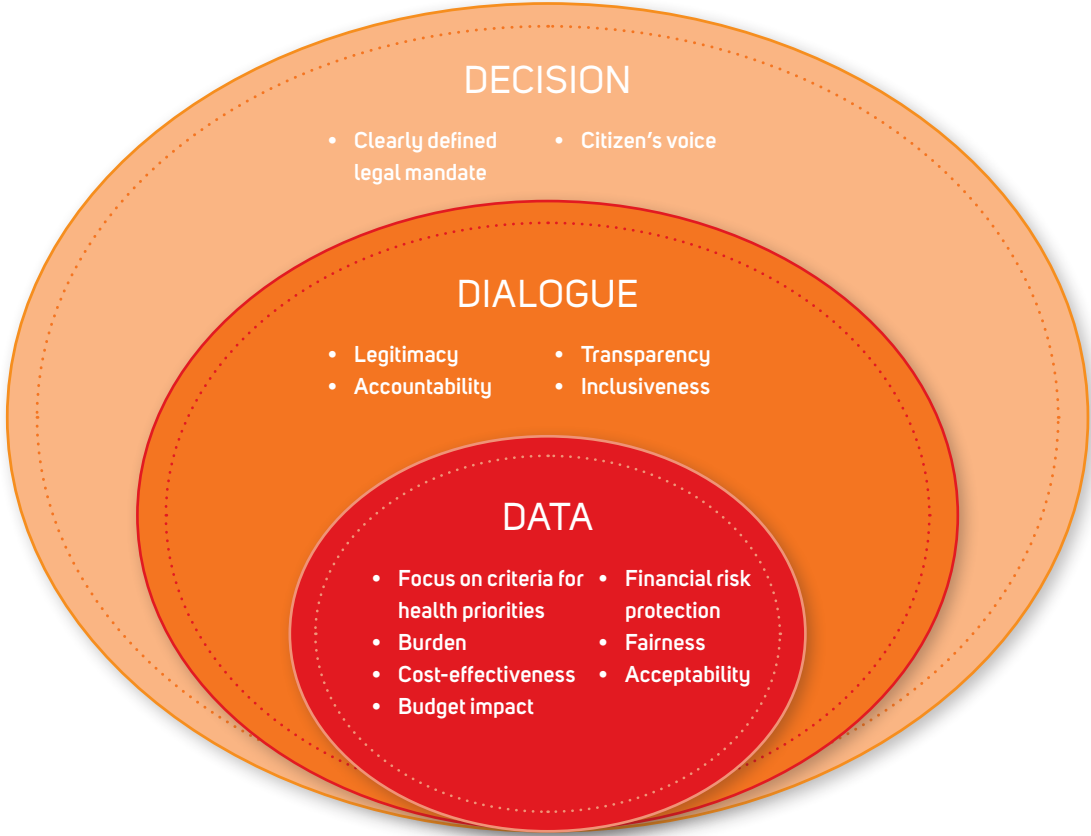 DECISION
• Clearly defined
legal mandate
• Citizen's voice
DIALOGUE
• Legitimacy
• Accountability
• Transparency
• Inclusiveness
DATA
• Focus on criteria for
health priorities
• Burden
• Cost-effectiveness
• Budget impact
• Financial risk
protection
• Fairness
• Acceptability